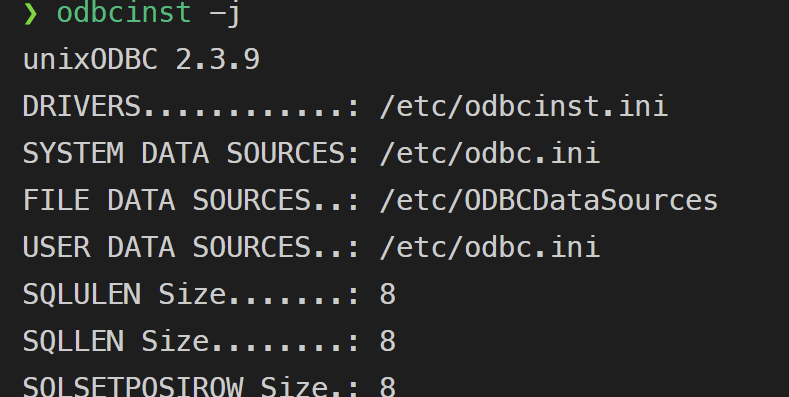 ❯ odbcinst -j
unixODBC 2.3.9
DRIVERS............: /etc/odbcinst.ini
SYSTEM DATA SOURCES: /etc/odbc.ini
FILE DATA SOURCES..: /etc/ODBCDataSources
USER DATA SOURCES..: /etc/odbc.ini
SQLULEN Size.......: 8
SQLLEN Size........: 8
SQLSETPOSIROW Size.: 8